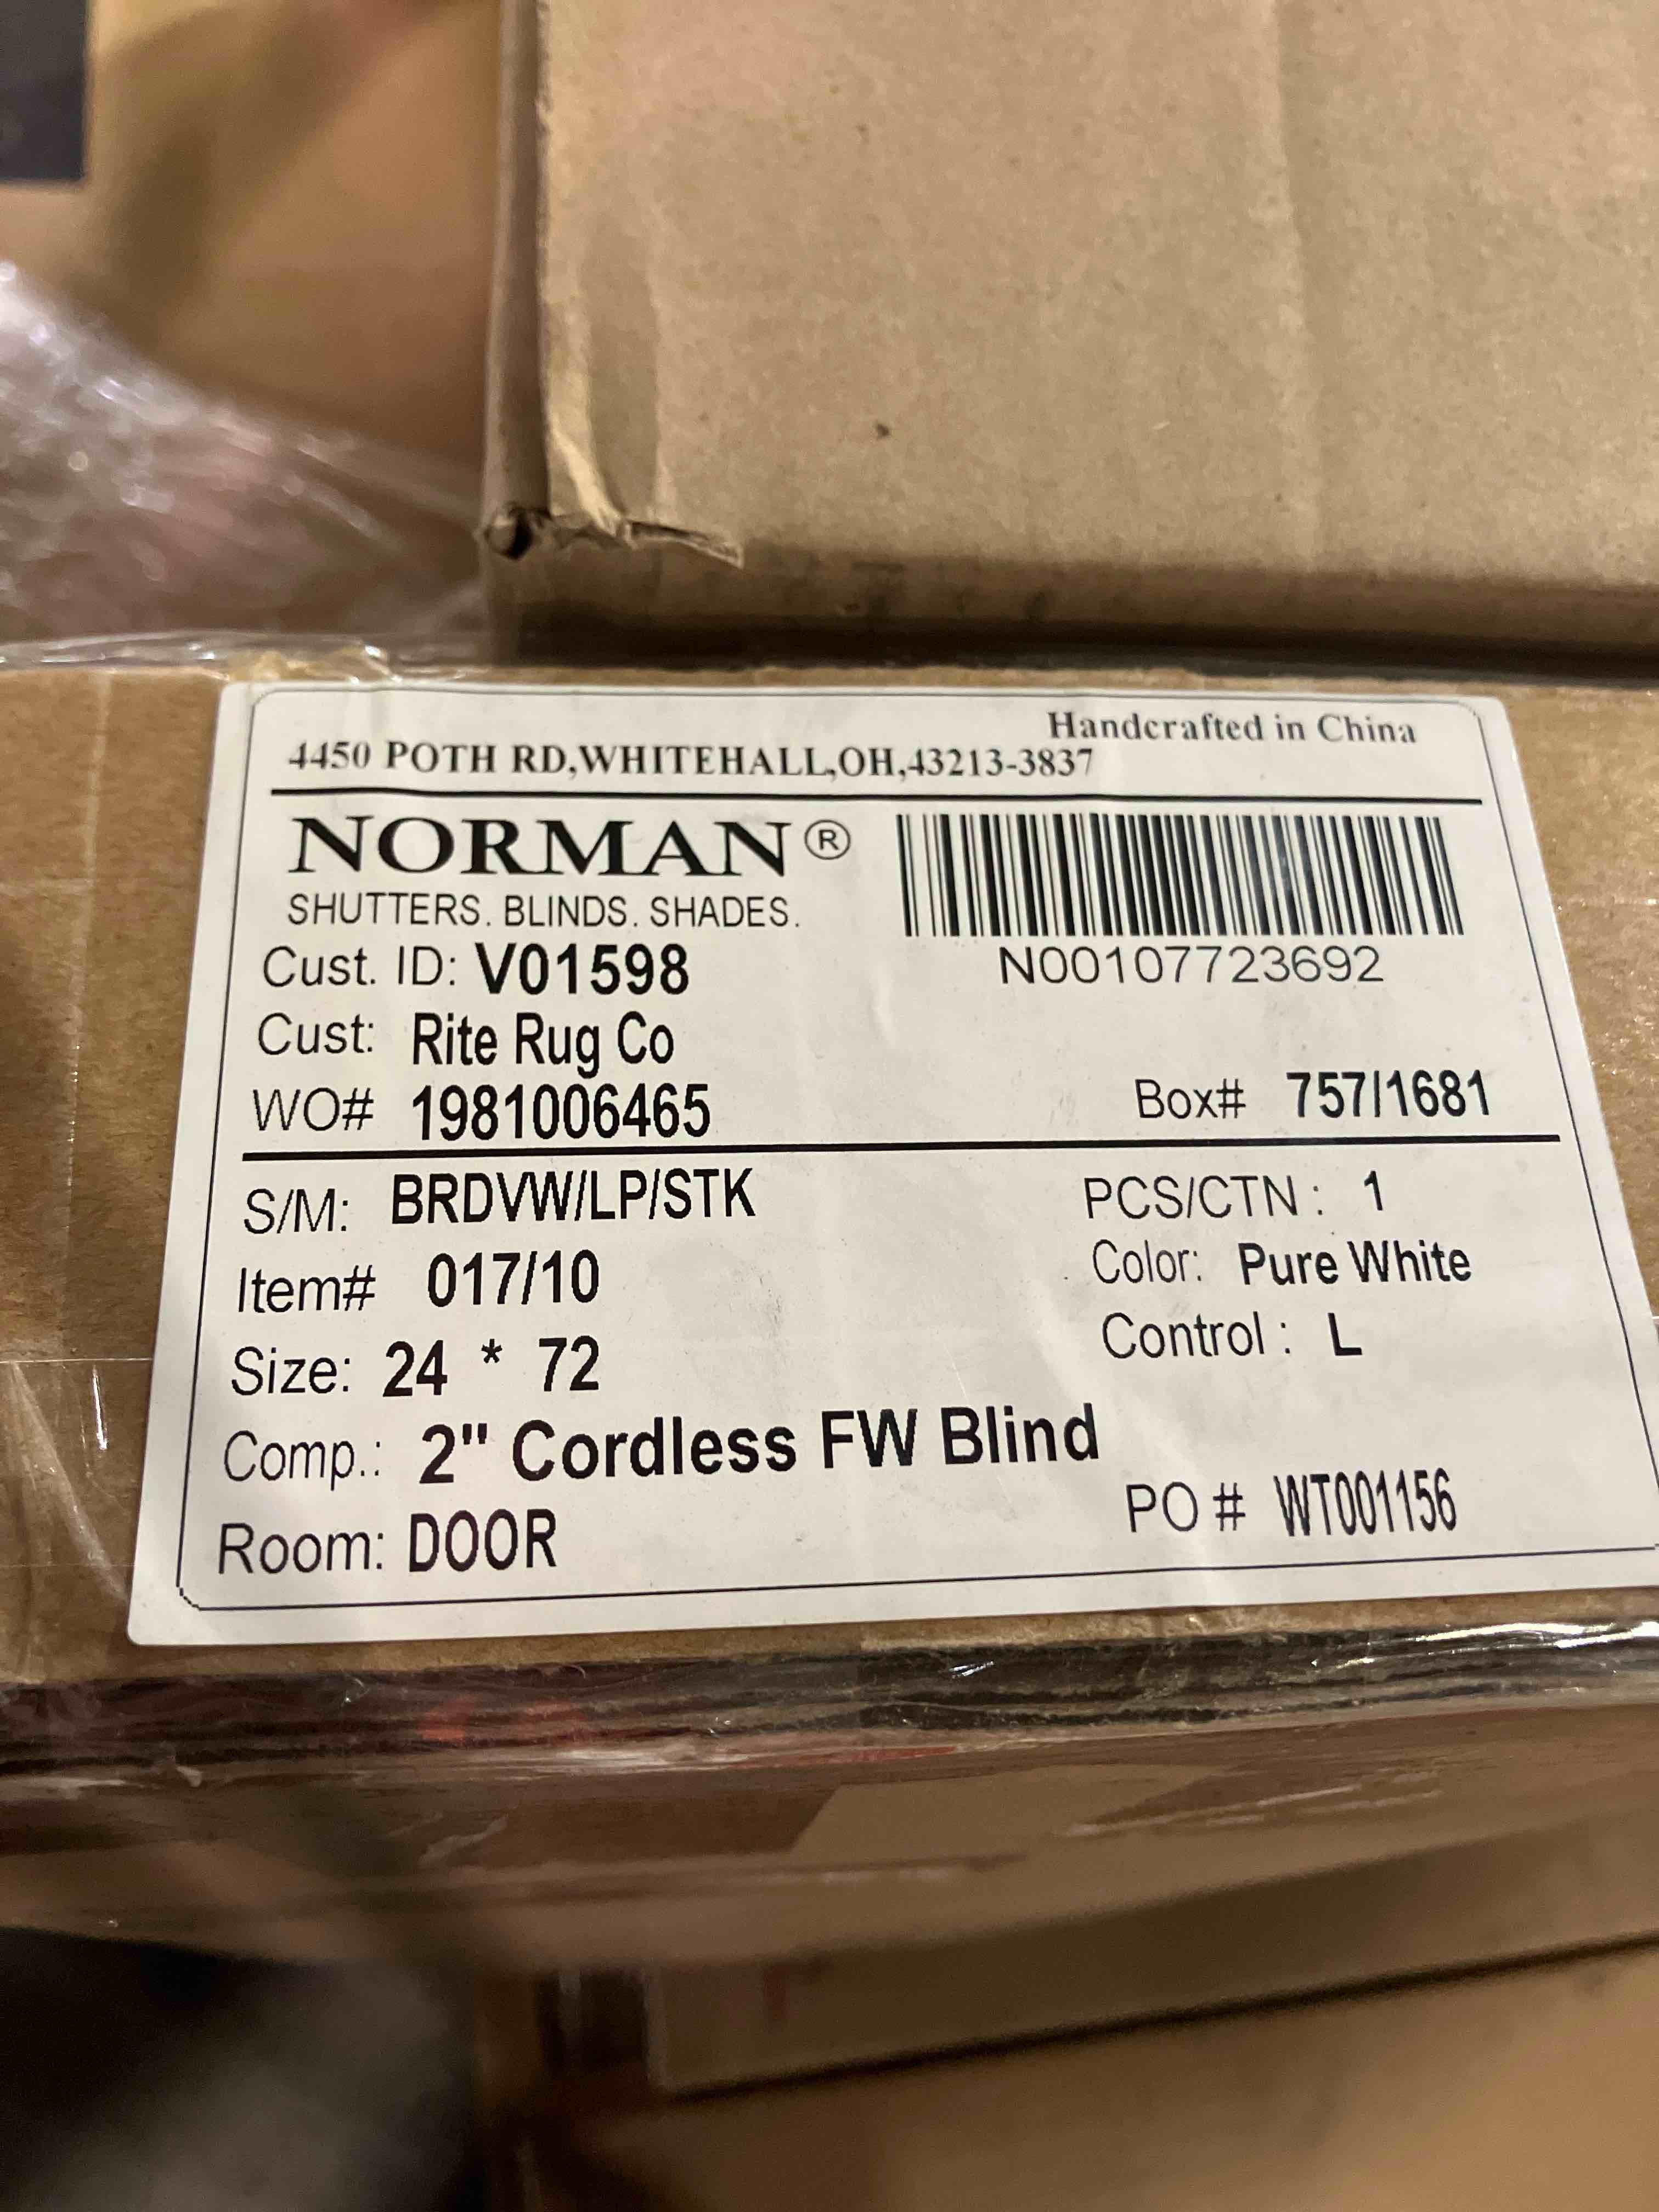 Handcrafted in China
4450 POTH RD,WHITEHALL,OH,43213-3837
NORMAN®
SHUTTERS. BLINDS. SHADES.
N00107723692
Cust. ID: V01598
Cust: Rite Rug Co
WO# 1981006465
Box# 757/1681
S/M: BRDVW/LP/STK
PCS/CTN : 1
Item# 017/10
Color: Pure White
Size: 24 * 72
Control : L
Comp.: 2" Cordless FW Blind
PO # WT001156
Room: DOOR